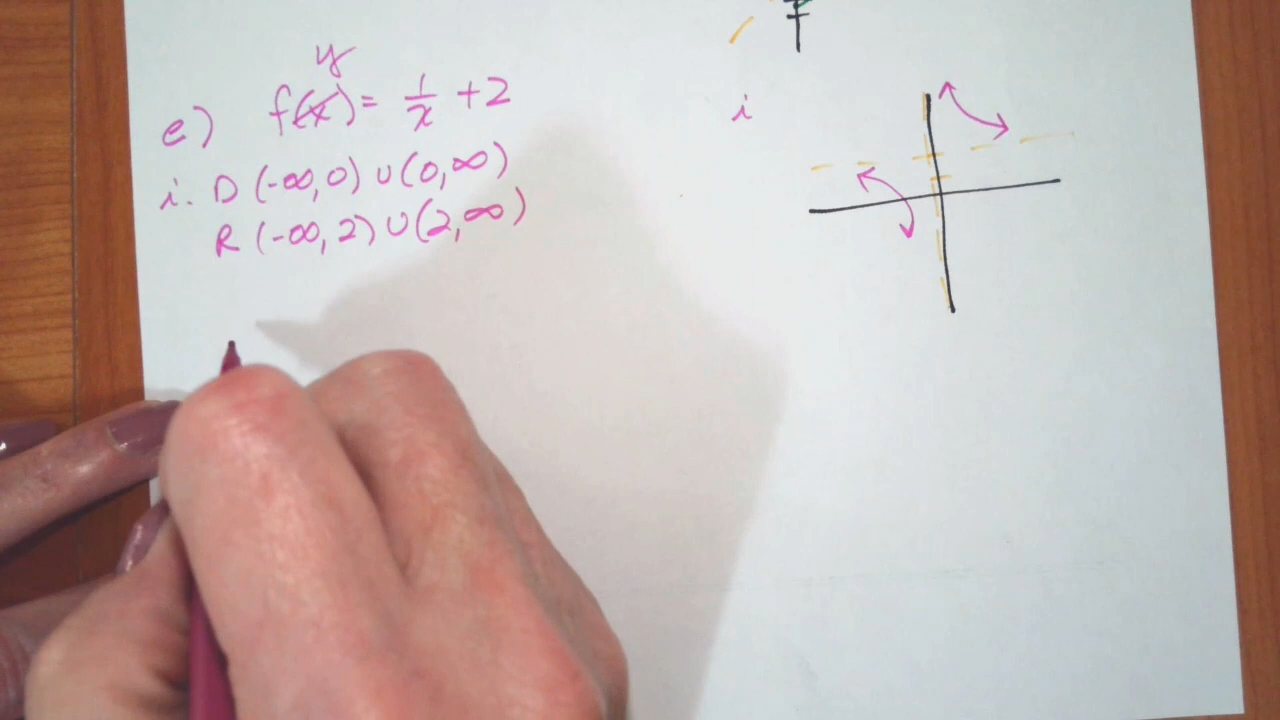 y
e) f(x) = 1/x + 2
i. D (-∞, 0) ∪ (0, ∞)
R (-∞, 2) ∪ (2, ∞)
i